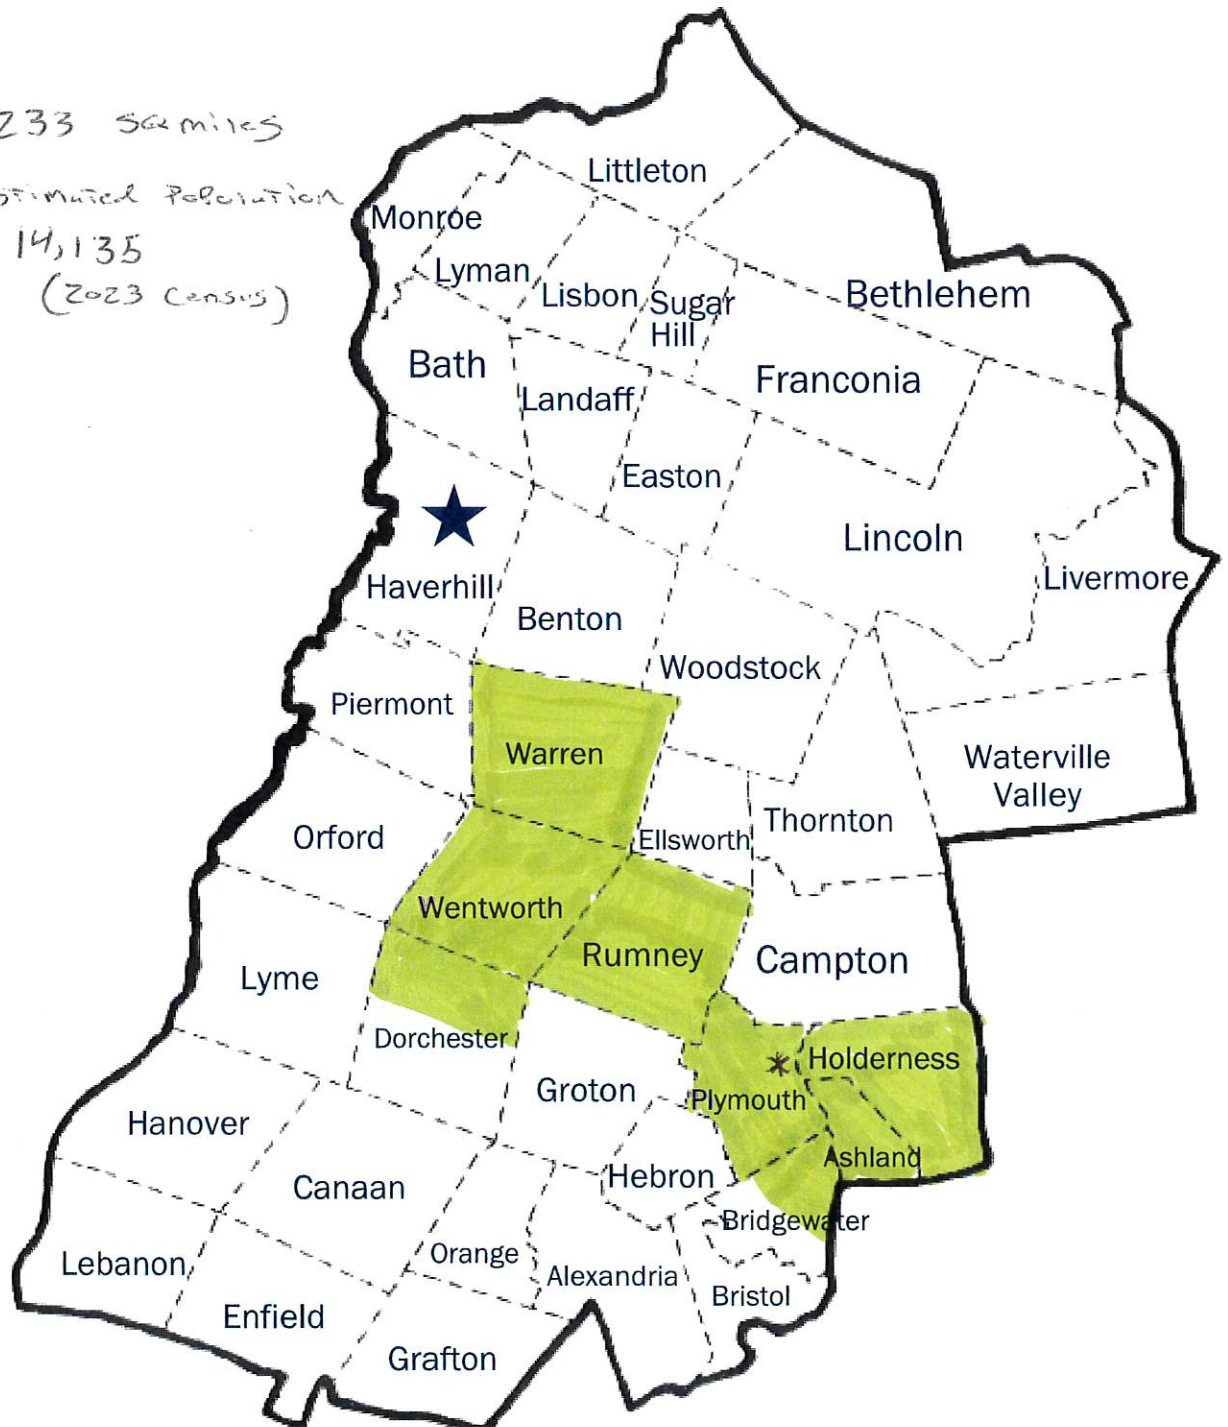 233 sqmiles
Estimated Population
14,135
(2023 Census)
Littleton
Monroe
Lyman
Lisbon
Sugar
Hill
Bethlehem
Bath
Landaff
Franconia
Easton
Lincoln
Haverhill
Livermore
Benton
Woodstock
Piermont
Warren
Waterville
Valley
Orford
Ellsworth
Thornton
Wentworth
Rumney
Campton
Lyme
Dorchester
Holderness
Groton
Plymouth
Hanover
Ashland
Canaan
Hebron
Bridgewater
Orange
Lebanon
Alexandria
Bristol
Enfield
Grafton